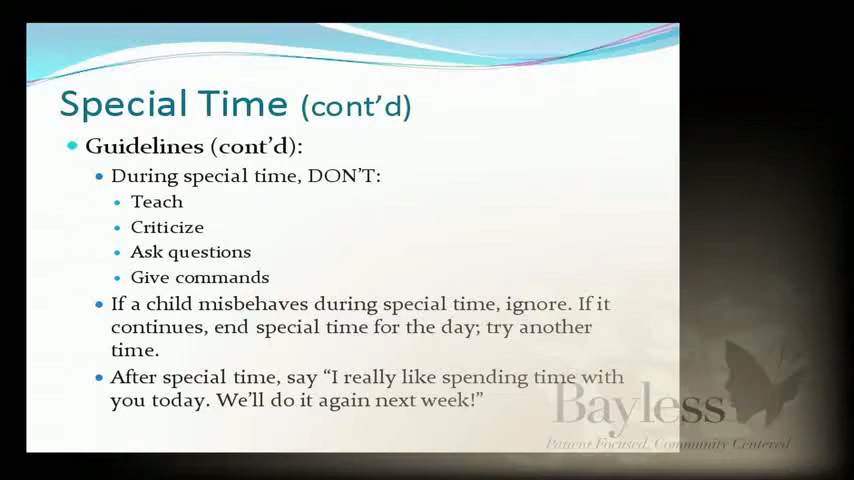 Special Time (cont'd)
Guidelines (cont'd):
During special time, DON'T:
Teach
Criticize
Ask questions
Give commands
If a child misbehaves during special time, ignore. If it
continues, end special time for the day; try another
time.
After special time, say “I really like spending time with
you today. We'll do it again next week!”
Bayless
Patient Focused, Community Centered